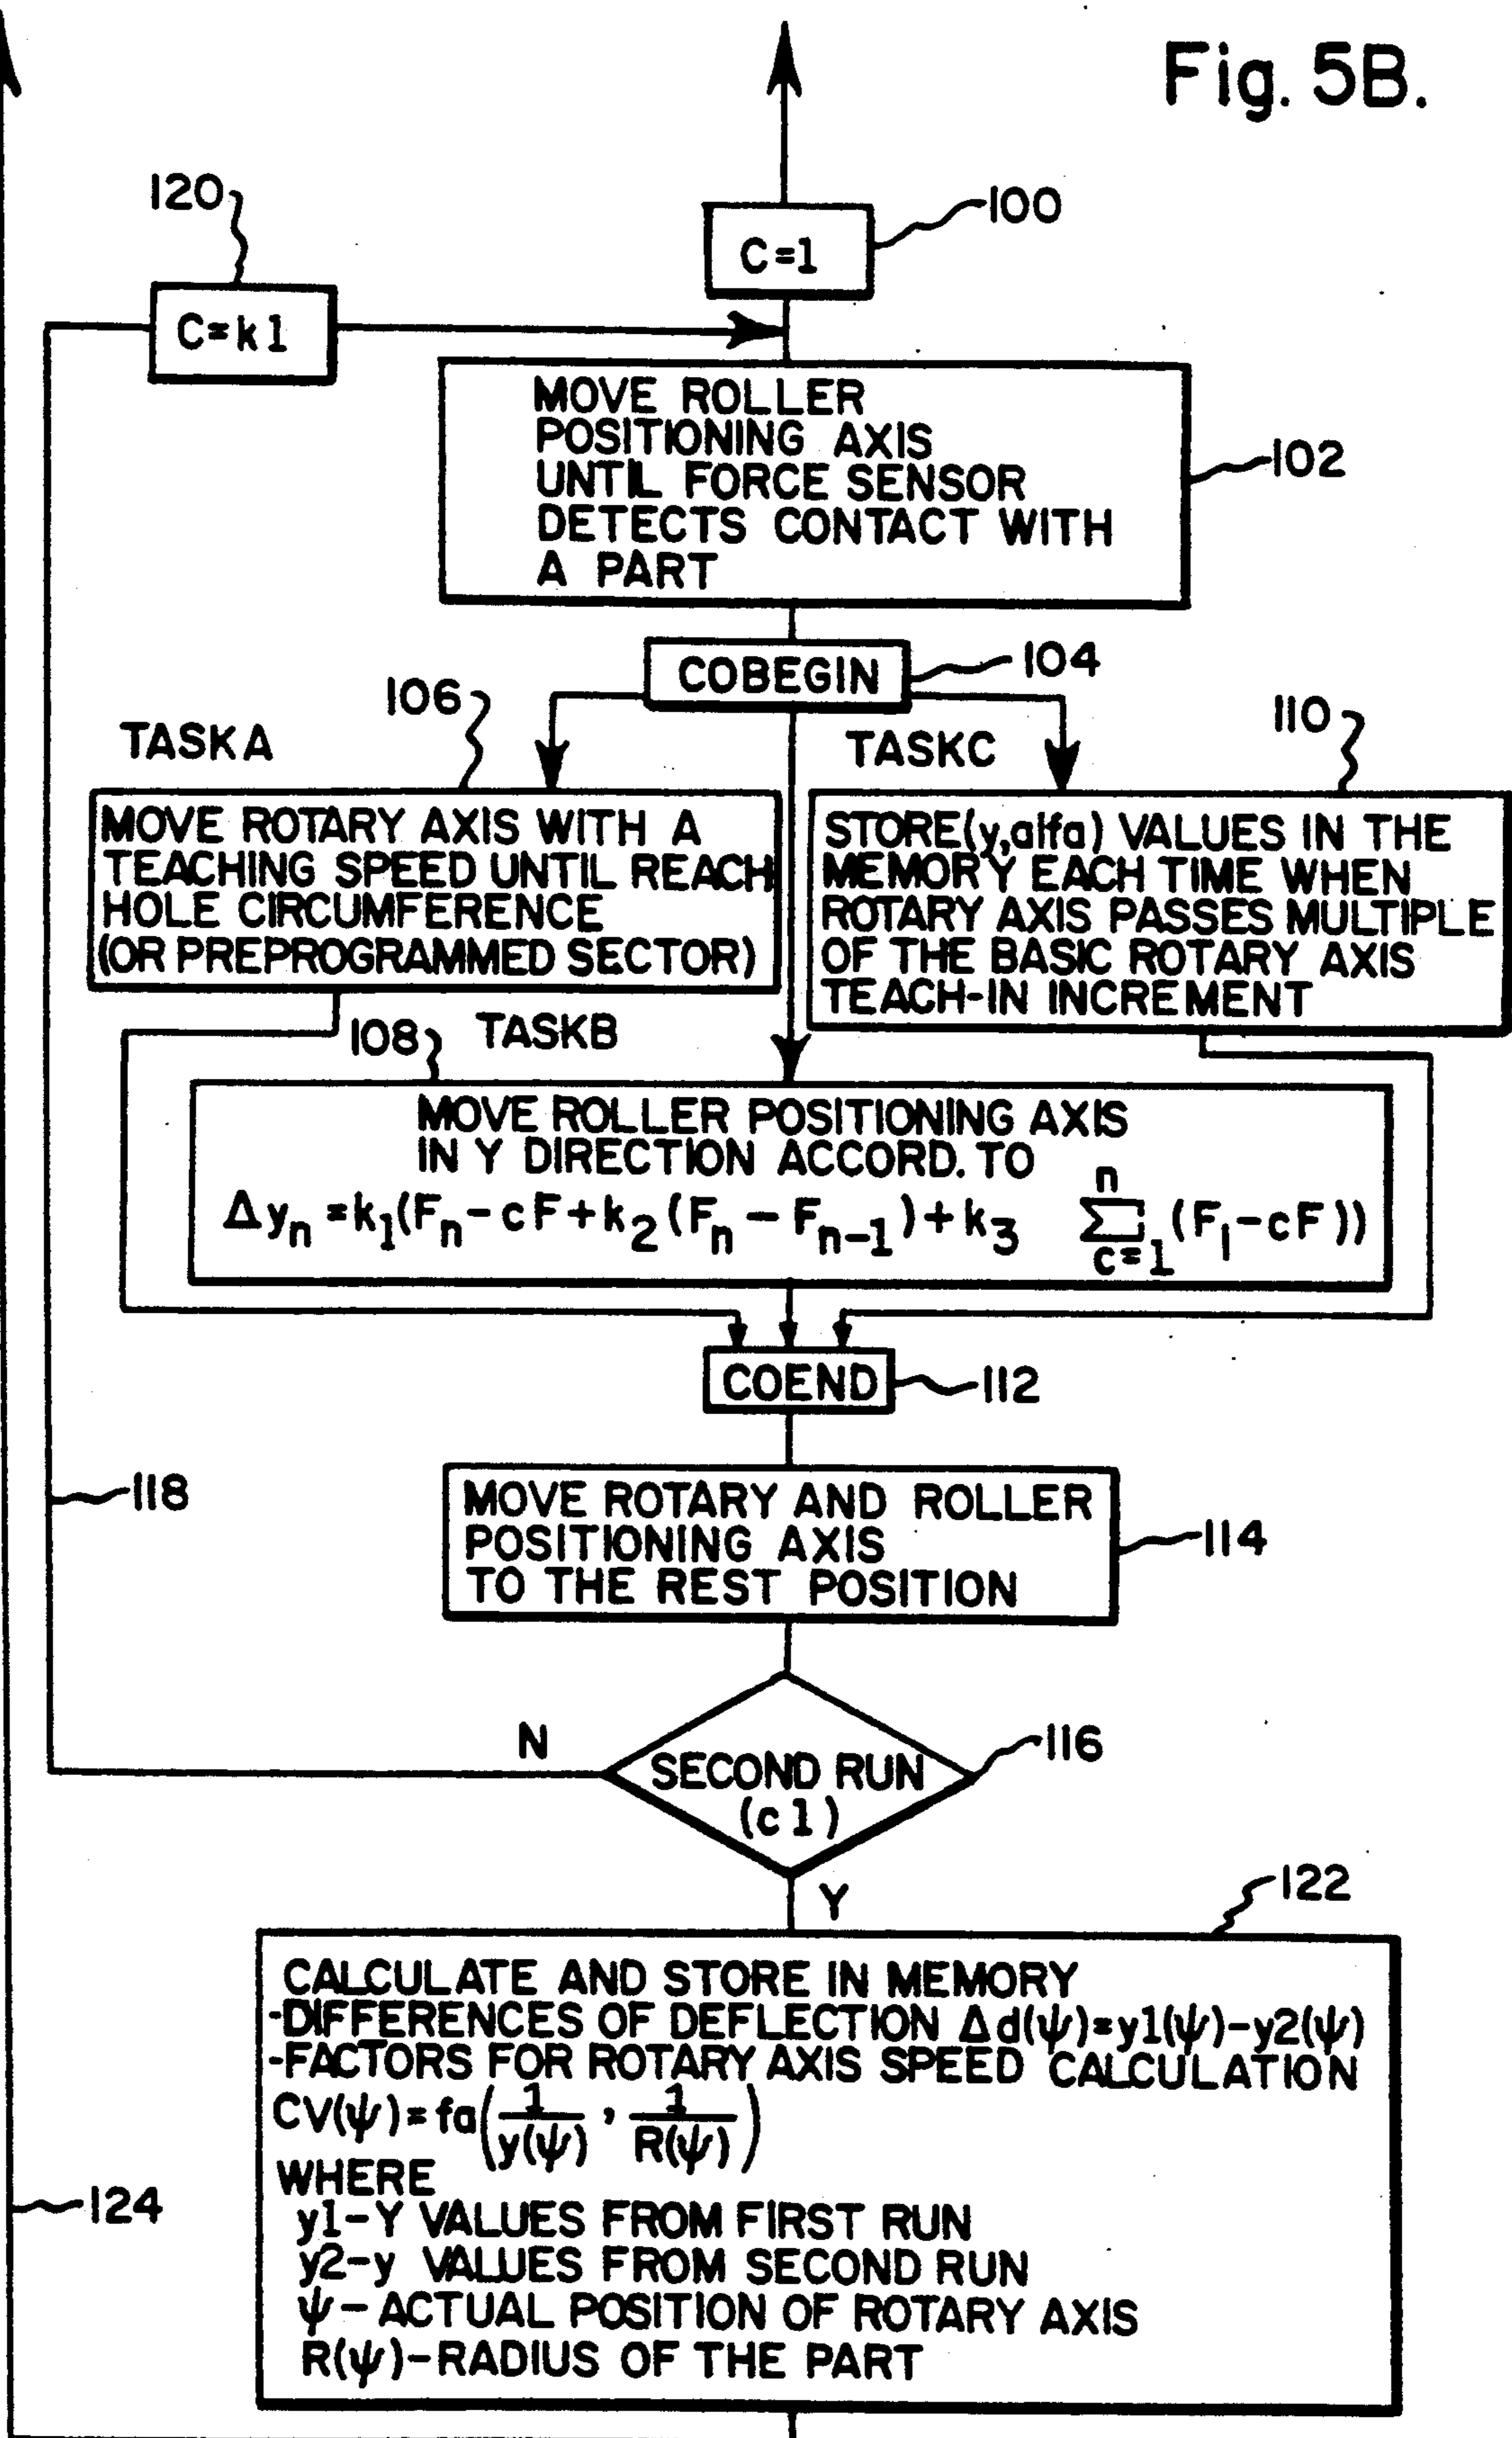 Fig. 5B.
120
100
C=1
C=k1
MOVE ROLLER
POSITIONING AXIS
UNTIL FORCE SENSOR
DETECTS CONTACT WITH
A PART
102
COBEGIN
104
106
110
TASKA
TASKC
MOVE ROTARY AXIS WITH A
TEACHING SPEED UNTIL REACH
HOLE CIRCUMFERENCE
(OR PREPROGRAMMED SECTOR)
STORE(y,alfa) VALUES IN THE
MEMORY EACH TIME WHEN
ROTARY AXIS PASSES MULTIPLE
OF THE BASIC ROTARY AXIS
TEACH-IN INCREMENT
108
TASKB
MOVE ROLLER POSITIONING AXIS
IN Y DIRECTION ACCORD. TO
Δyₙ=k₁(Fₙ-cF+k₂(Fₙ-Fₙ₋₁)+k₃ ∑ⁿ_c=1 (F_I-cF))
COEND
112
118
MOVE ROTARY AND ROLLER
POSITIONING AXIS
TO THE REST POSITION
114
N
SECOND RUN
(c1)
116
Y
122
CALCULATE AND STORE IN MEMORY
-DIFFERENCES OF DEFLECTION Δd(ψ)=y1(ψ)-y2(ψ)
-FACTORS FOR ROTARY AXIS SPEED CALCULATION
CV(ψ)=fa(1/y(ψ), 1/R(ψ))
WHERE
y1-Y VALUES FROM FIRST RUN
y2-y VALUES FROM SECOND RUN
ψ-ACTUAL POSITION OF ROTARY AXIS
R(ψ)-RADIUS OF THE PART
124